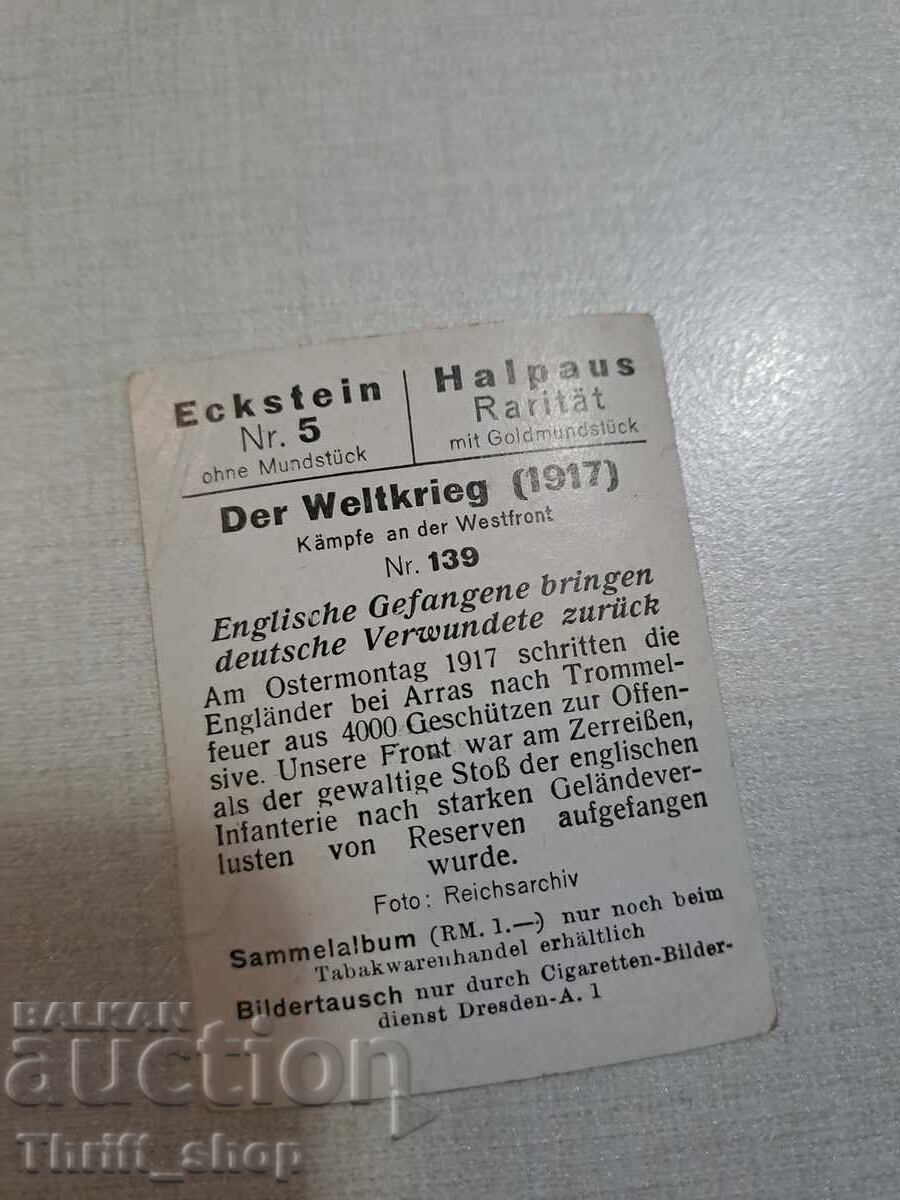 Eckstein
Nr. 5
ohne Mundstück
Halpaus
Rarität
mit Goldmundstück
Der Weltkrieg (1917)
Kämpfe an der Westfront
Nr. 139
Englische Gefangene bringen
deutsche Verwundete zurück
Am Ostermontag 1917 schritten die
Engländer bei Arras nach Trommel-
feuer aus 4000 Geschützen zur Offen-
sive. Unsere Front war am Zerreißen,
als der gewaltige Stoß der englischen
Infanterie nach starken Geländever-
lusten von Reserven aufgefangen
wurde.
Foto: Reichsarchiv
Sammelalbum (RM. 1.—) nur noch beim
Tabakwarenhandel erhältlich
Bildertausch nur durch Cigaretten-Bilder-
dienst Dresden-A. 1
BALKAN
auction
Thrift_shop